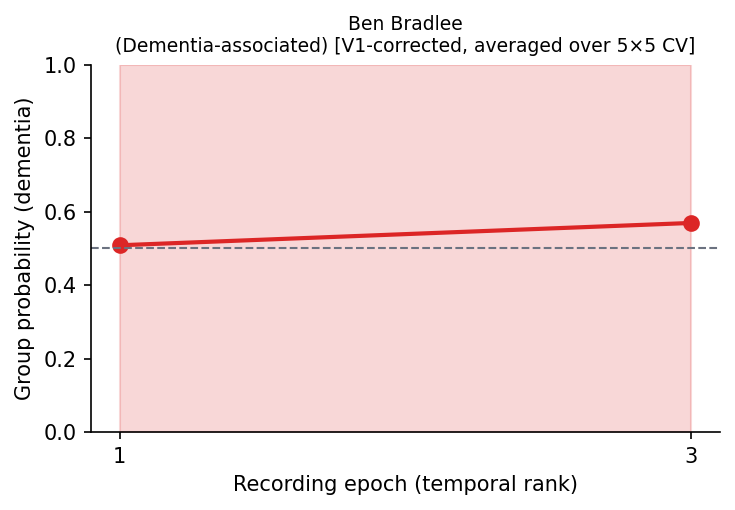 Ben Bradlee
(Dementia-associated) [V1-corrected, averaged over 5×5 CV]
Group probability (dementia)
1.0
0.8
0.6
0.4
0.2
0.0
1
3
Recording epoch (temporal rank)